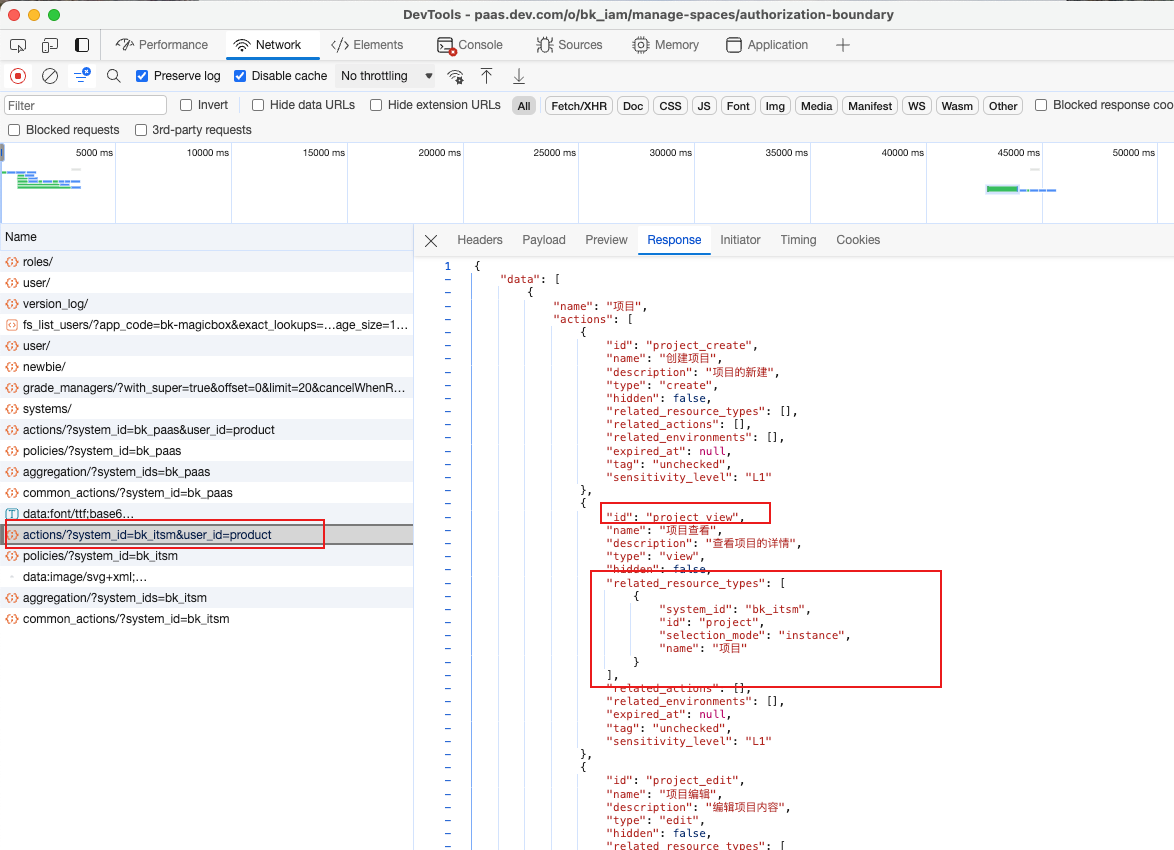 DevTools - paas.dev.com/o/bk_iam/manage-spaces/authorization-boundary
Performance Network Elements Console Sources Memory Application
Preserve log Disable cache No throttling
Filter Invert Hide data URLs Hide extension URLs All Fetch/XHR Doc CSS JS Font Img Media Manifest WS Wasm Other Blocked response coo
Blocked requests 3rd-party requests
5000 ms 10000 ms 15000 ms 20000 ms 25000 ms 30000 ms 35000 ms 40000 ms 45000 ms 50000 ms
Name
roles/
user/
version_log/
fs_list_users/?app_code=bk-magicbox&exact_lookups=…age_size=1…
user/
newbie/
grade_managers/?with_super=true&offset=0&limit=20&cancelWhenR…
systems/
actions/?system_id=bk_paas&user_id=product
policies/?system_id=bk_paas
aggregation/?system_ids=bk_paas
common_actions/?system_id=bk_paas
data:font/ttf;base6…
actions/?system_id=bk_itsm&user_id=product
policies/?system_id=bk_itsm
data:image/svg+xml;…
aggregation/?system_ids=bk_itsm
common_actions/?system_id=bk_itsm
Headers Payload Preview Response Initiator Timing Cookies
1 {
- "data": [
- {
- "name": "项目",
- "actions": [
- {
- "id": "project_create",
- "name": "创建项目",
- "description": "项目的新建",
- "type": "create",
- "hidden": false,
- "related_resource_types": [],
- "related_actions": [],
- "related_environments": [],
- "expired_at": null,
- "tag": "unchecked",
- "sensitivity_level": "L1"
- },
- {
- "id": "project_view",
- "name": "项目查看",
- "description": "查看项目的详情",
- "type": "view",
- "hidden": false,
- "related_resource_types": [
- {
- "system_id": "bk_itsm",
- "id": "project",
- "selection_mode": "instance",
- "name": "项目"
- }
- ],
- "related_actions": [],
- "related_environments": [],
- "expired_at": null,
- "tag": "unchecked",
- "sensitivity_level": "L1"
- },
- {
- "id": "project_edit",
- "name": "项目编辑",
- "description": "编辑项目内容",
- "type": "edit",
- "hidden": false,
- "related_resource_types": [